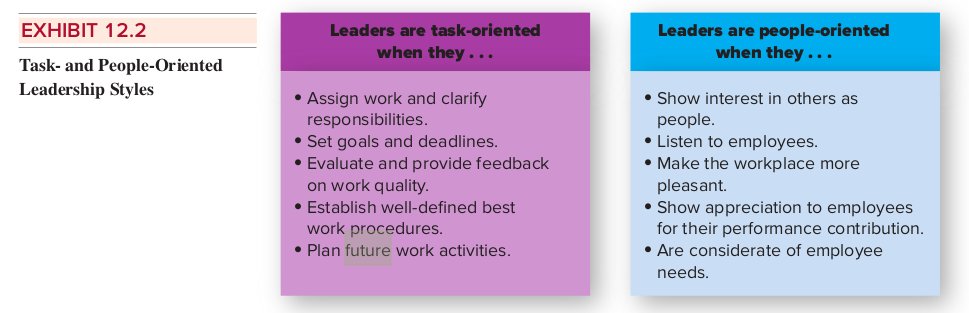 EXHIBIT 12.2
Task- and People-Oriented
Leadership Styles
Leaders are task-oriented
when they . . .
• Assign work and clarify
responsibilities.
• Set goals and deadlines.
• Evaluate and provide feedback
on work quality.
• Establish well-defined best
work procedures.
• Plan future work activities.
Leaders are people-oriented
when they . . .
• Show interest in others as
people.
• Listen to employees.
• Make the workplace more
pleasant.
• Show appreciation to employees
for their performance contribution.
• Are considerate of employee
needs.